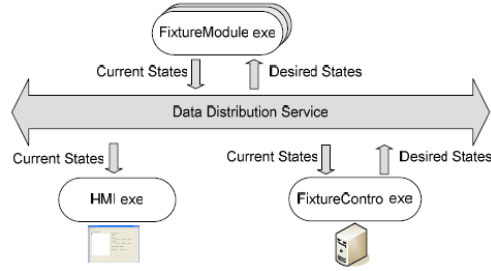 FixtureModule exe
Current States
Desired States
Data Distribution Service
Current States
Current States
Desired States
HMI exe
FixtureContro exe